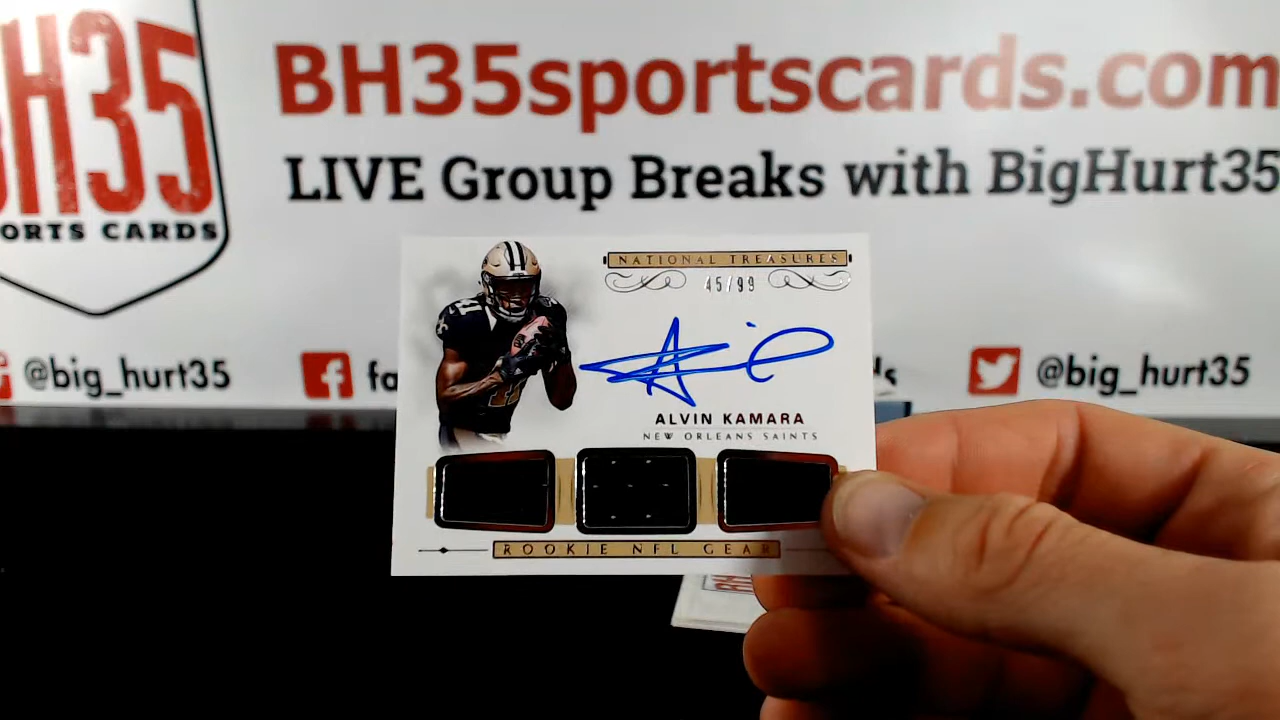 BH35sportscards.com
LIVE Group Breaks with BigHurt35
H35
ORTS CARDS
@big_hurt35
@big_hurt35
NATIONAL TREASURES
45/99
ALVIN KAMARA
NEW ORLEANS SAINTS
ROOKIE NFL GEAR